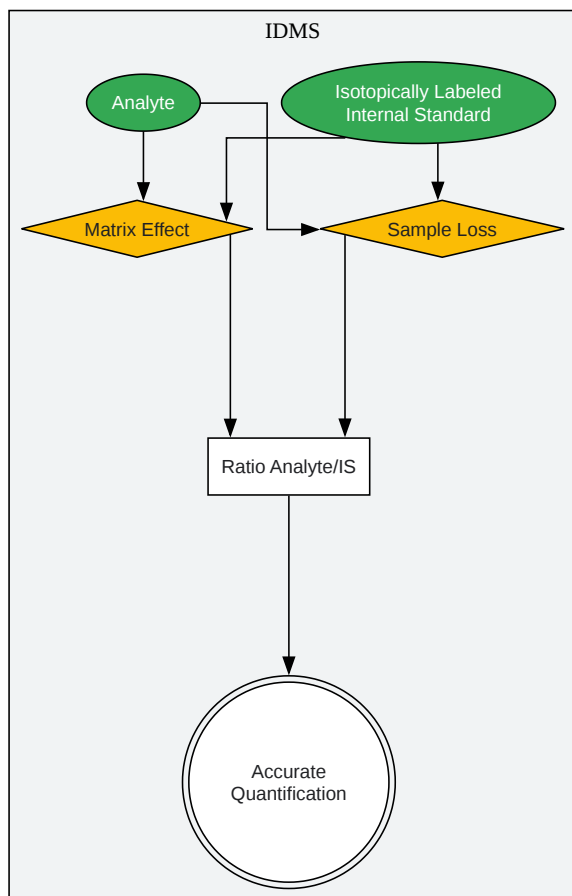 IDMS
Analyte
Isotopically Labeled
Internal Standard
Matrix Effect
Sample Loss
Ratio Analyte/IS
Accurate
Quantification